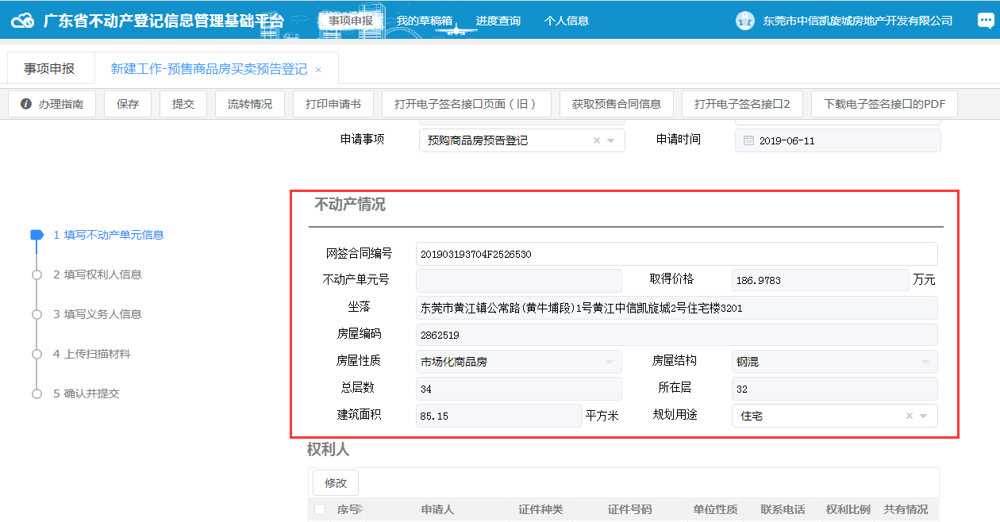 广东省不动产登记信息管理基础平台 事项申报 我的草稿箱 进度查询 个人信息 东莞市中信凯旋城房地产开发有限公司
事项申报 新建工作-预售商品房买卖预告登记 ×
办理指南 保存 提交 流转情况 打印申请书 打开电子签名接口页面（旧） 获取预售合同信息 打开电子签名接口2 下载电子签名接口的PDF
申请事项 预购商品房预告登记 申请时间 2019-06-11
不动产情况
1 填写不动产单元信息
2 填写权利人信息
3 填写义务人信息
4 上传扫描材料
5 确认并提交
网签合同编号 201903193704F2526530
不动产单元号 取得价格 186.9783 万元
坐落 东莞市黄江镇公常路(黄牛埔段)1号黄江中信凯旋城2号住宅楼3201
房屋编码 2862519
房屋性质 市场化商品房 房屋结构 钢混
总层数 34 所在层 32
建筑面积 85.15 平方米 规划用途 住宅
权利人
修改
序号 申请人 证件种类 证件号码 单位性质 联系电话 权利比例 共有情况